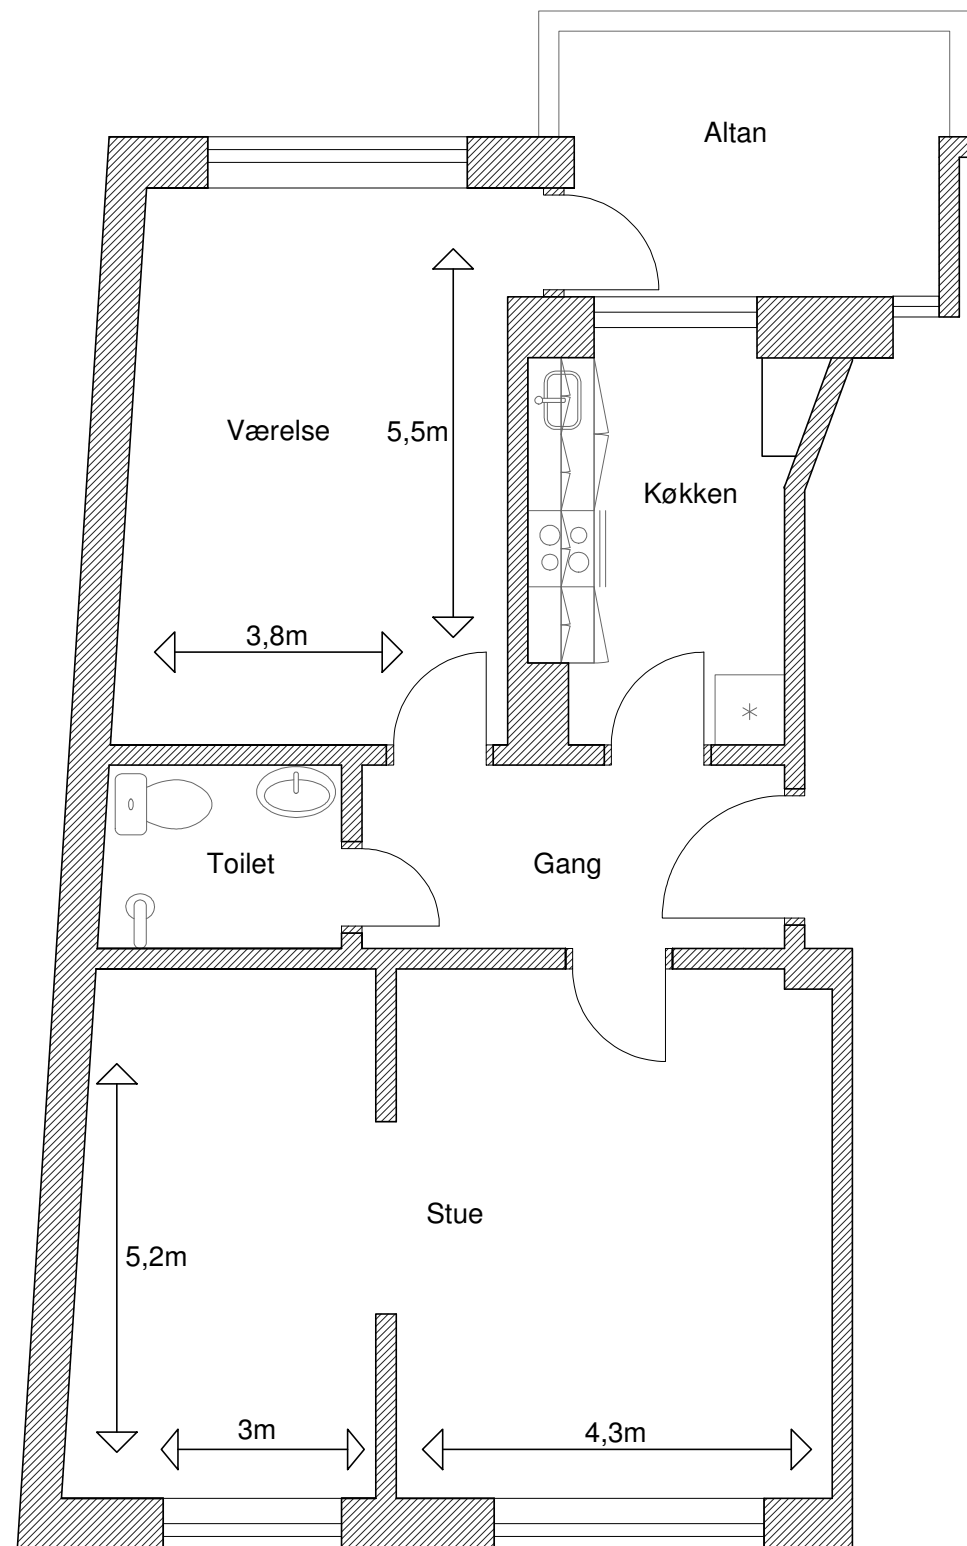 Altan
Værelse
5,5m
Køkken
3,8m
Toilet
Gang
Stue
5,2m
3m
4,3m